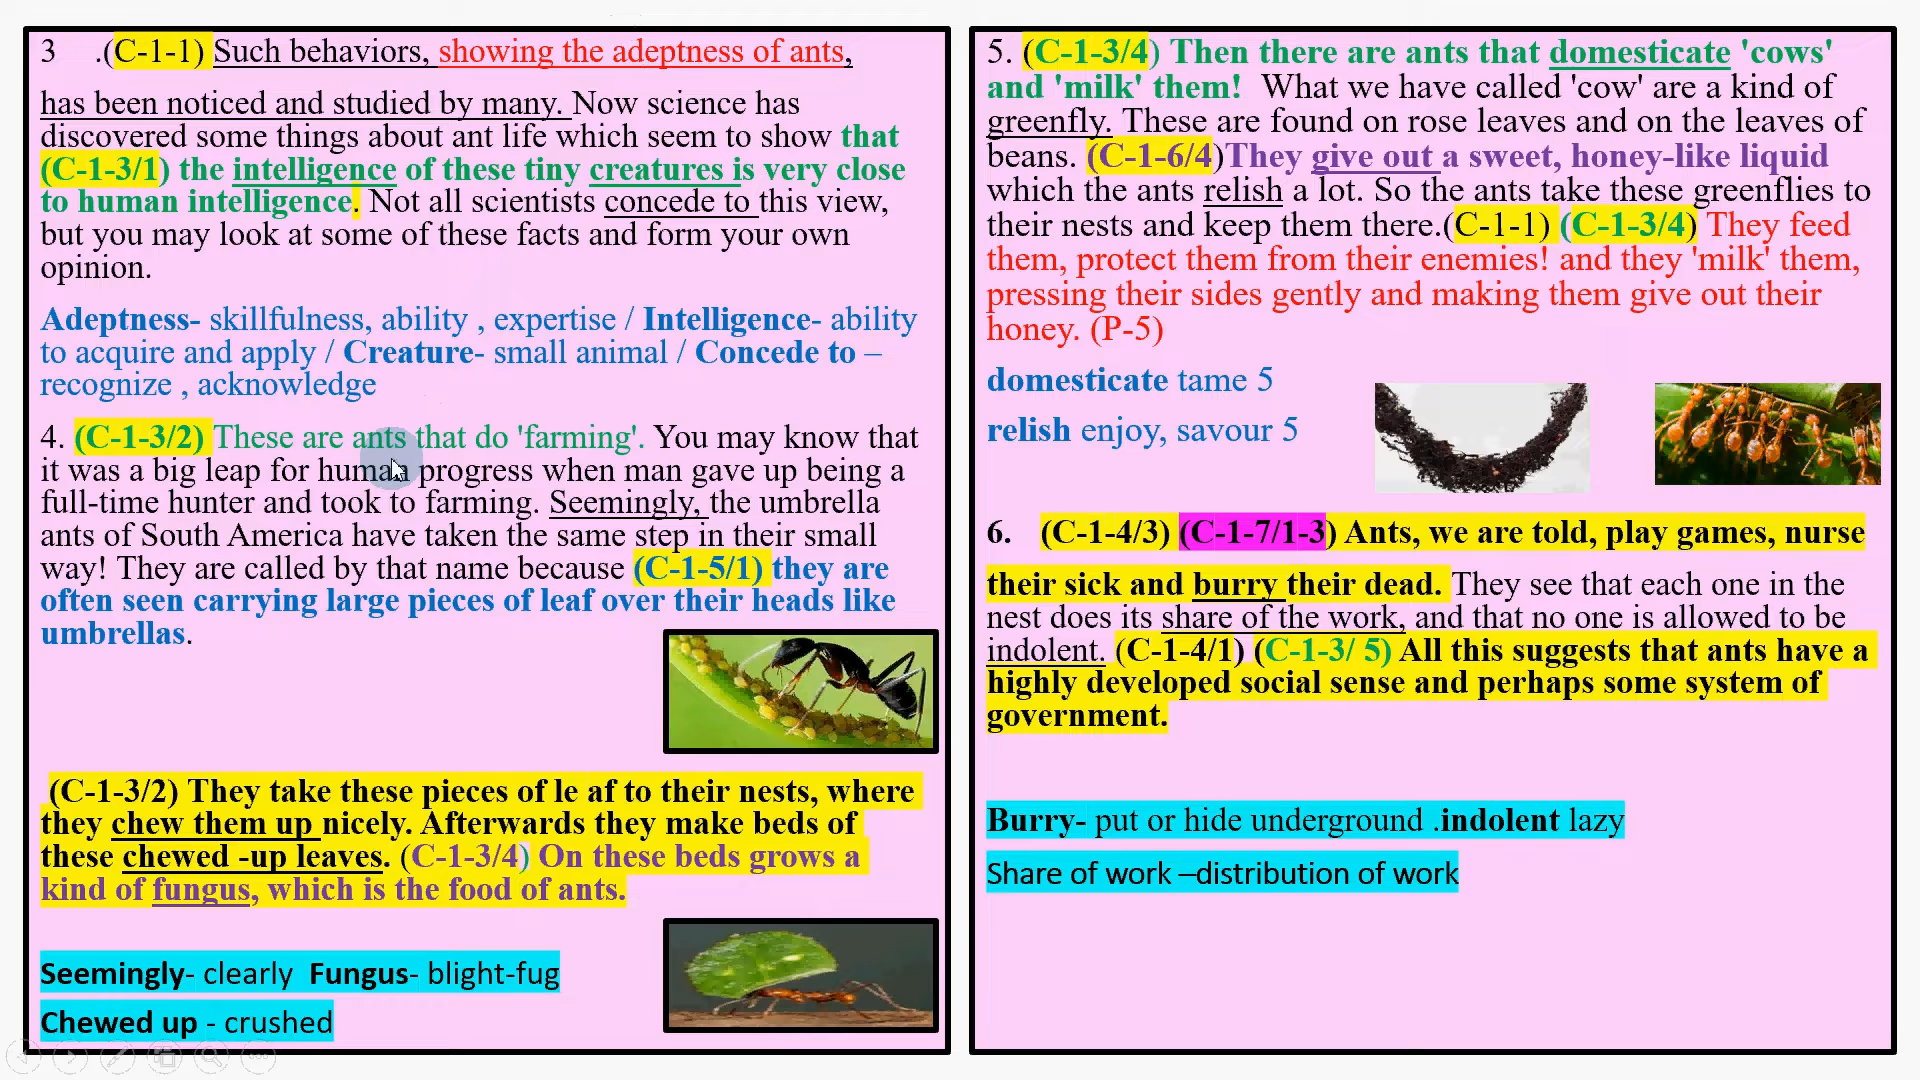 3 .(C-1-1) Such behaviors, showing the adeptness of ants,
has been noticed and studied by many. Now science has
discovered some things about ant life which seem to show that
(C-1-3/1) the intelligence of these tiny creatures is very close
to human intelligence. Not all scientists concede to this view,
but you may look at some of these facts and form your own
opinion.
Adeptness- skillfulness, ability , expertise / Intelligence- ability
to acquire and apply / Creature- small animal / Concede to –
recognize , acknowledge
4. (C-1-3/2) These are ants that do 'farming'. You may know that
it was a big leap for human progress when man gave up being a
full-time hunter and took to farming. Seemingly, the umbrella
ants of South America have taken the same step in their small
way! They are called by that name because (C-1-5/1) they are
often seen carrying large pieces of leaf over their heads like
umbrellas.
(C-1-3/2) They take these pieces of le af to their nests, where
they chew them up nicely. Afterwards they make beds of
these chewed -up leaves. (C-1-3/4) On these beds grows a
kind of fungus, which is the food of ants.
Seemingly- clearly Fungus- blight-fug
Chewed up - crushed
5. (C-1-3/4) Then there are ants that domesticate 'cows'
and 'milk' them! What we have called 'cow' are a kind of
greenfly. These are found on rose leaves and on the leaves of
beans. (C-1-6/4)They give out a sweet, honey-like liquid
which the ants relish a lot. So the ants take these greenflies to
their nests and keep them there.(C-1-1) (C-1-3/4) They feed
them, protect them from their enemies! and they 'milk' them,
pressing their sides gently and making them give out their
honey. (P-5)
domesticate tame 5
relish enjoy, savour 5
6. (C-1-4/3) (C-1-7/1-3) Ants, we are told, play games, nurse
their sick and burry their dead. They see that each one in the
nest does its share of the work, and that no one is allowed to be
indolent. (C-1-4/1) (C-1-3/ 5) All this suggests that ants have a
highly developed social sense and perhaps some system of
government.
Burry- put or hide underground .indolent lazy
Share of work –distribution of work